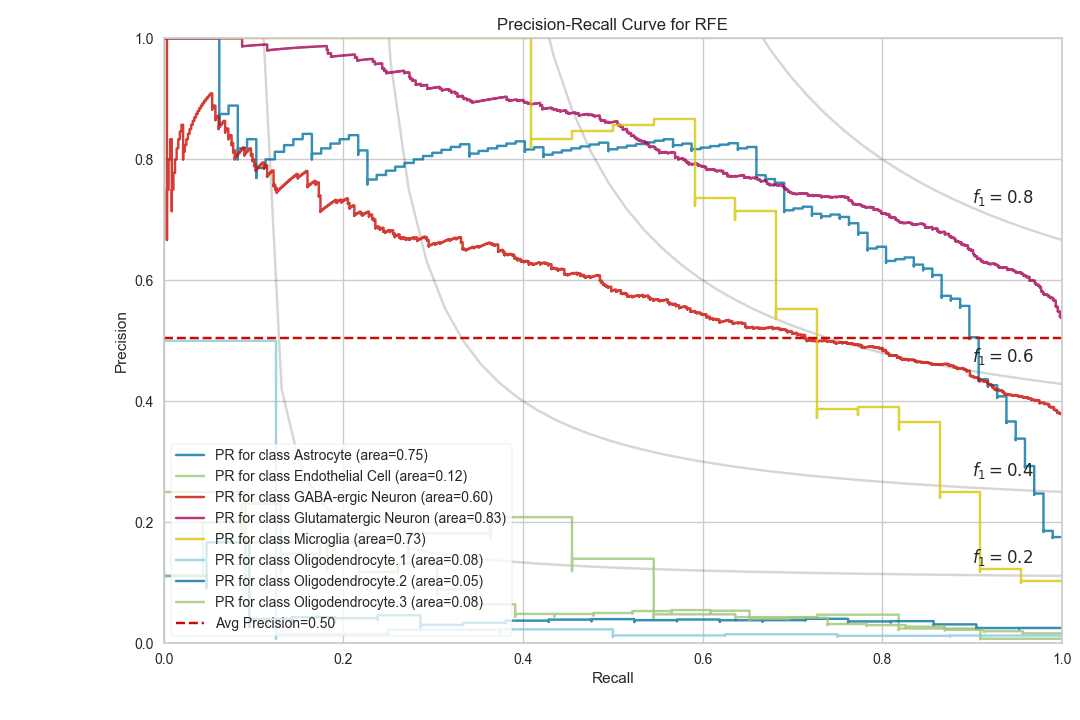 Precision-Recall Curve for RFE
1.0
0.8
0.6
0.4
0.2
0.0
Precision
f1 = 0.8
f1 = 0.6
f1 = 0.4
f1 = 0.2
PR for class Astrocyte (area=0.75)
PR for class Endothelial Cell (area=0.12)
PR for class GABA-ergic Neuron (area=0.60)
PR for class Glutamatergic Neuron (area=0.83)
PR for class Microglia (area=0.73)
PR for class Oligodendrocyte.1 (area=0.08)
PR for class Oligodendrocyte.2 (area=0.05)
PR for class Oligodendrocyte.3 (area=0.08)
Avg Precision=0.50
0.0 0.2 0.4 0.6 0.8 1.0
Recall